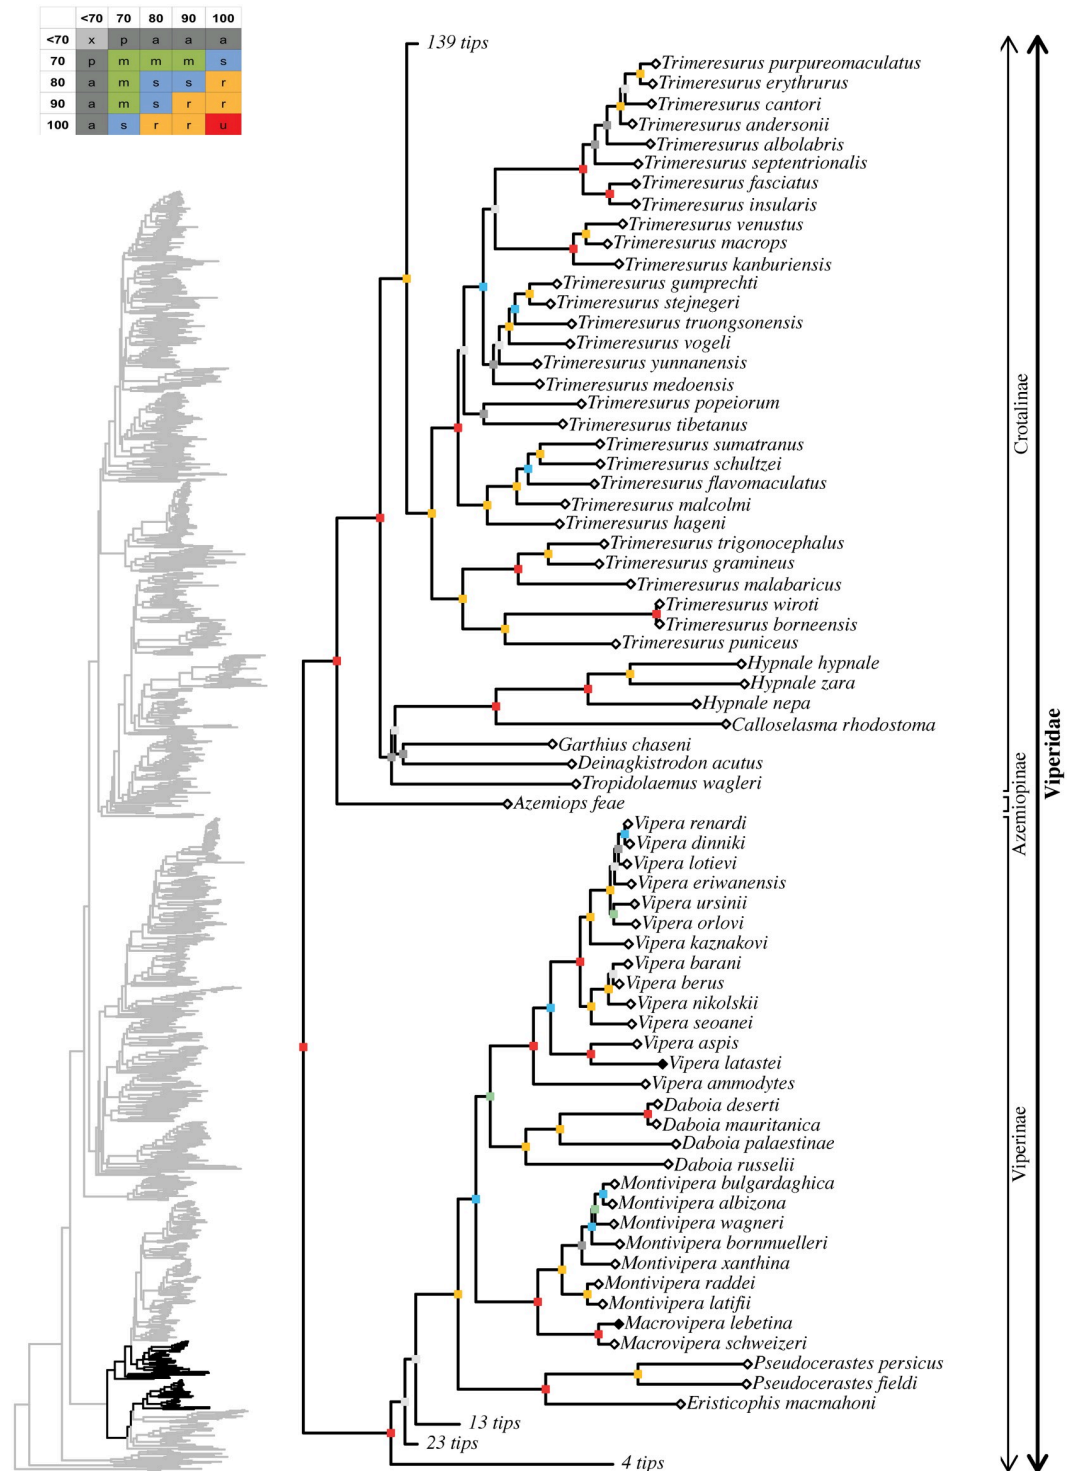 <70 70 80 90 100
<70 x p a a a
70 p m m m s
80 a m s s r
90 a m s r r
100 a s r r u
139 tips
Trimeresurus purpureomaculatus
Trimeresurus erythrurus
Trimeresurus cantori
Trimeresurus andersonii
Trimeresurus albolabris
Trimeresurus septentrionalis
Trimeresurus fasciatus
Trimeresurus insularis
Trimeresurus venustus
Trimeresurus macrops
Trimeresurus kanburiensis
Trimeresurus gumprechti
Trimeresurus stejnegeri
Trimeresurus truongsonensis
Trimeresurus vogeli
Trimeresurus yunnanensis
Trimeresurus medoensis
Trimeresurus popeiorum
Trimeresurus tibetanus
Trimeresurus sumatranus
Trimeresurus schultzei
Trimeresurus flavomaculatus
Trimeresurus malcolmi
Trimeresurus hageni
Trimeresurus trigonocephalus
Trimeresurus gramineus
Trimeresurus malabaricus
Trimeresurus wiroti
Trimeresurus borneensis
Trimeresurus puniceus
Hypnale hypnale
Hypnale zara
Hypnale nepa
Calloselasma rhodostoma
Garthius chaseni
Deinagkistrodon acutus
Tropidolaemus wagleri
Azemiops feae
Vipera renardi
Vipera dinniki
Vipera lotievi
Vipera eriwanensis
Vipera ursinii
Vipera orlovi
Vipera kaznakovi
Vipera barani
Vipera berus
Vipera nikolskii
Vipera seoanei
Vipera aspis
Vipera latastei
Vipera ammodytes
Daboia deserti
Daboia mauritanica
Daboia palaestinae
Daboia russelii
Montivipera bulgardaghica
Montivipera albizona
Montivipera wagneri
Montivipera bornmuelleri
Montivipera xanthina
Montivipera raddei
Montivipera latifii
Macrovipera lebetina
Macrovipera schweizeri
Pseudocerastes persicus
Pseudocerastes fieldi
Eristicophis macmahoni
13 tips
23 tips
4 tips
Crotalinae
Azemiopinae
Viperinae
Viperidae